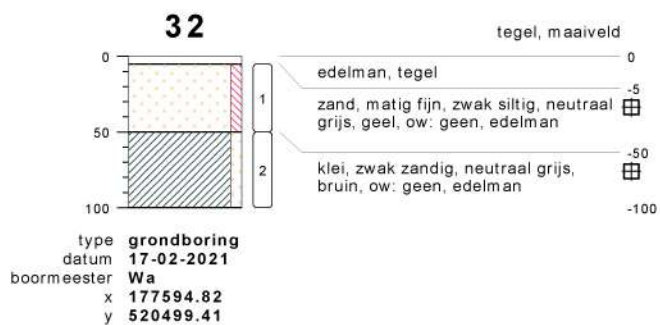 32
tegel, maaiveld
0
0
edelman, tegel
-5
1
zand, matig fijn, zwak siltig, neutraal
grijs, geel, ow: geen, edelman
50
-50
2
klei, zwak zandig, neutraal grijs,
bruin, ow: geen, edelman
100
-100
type grondboring
datum 17-02-2021
boormeester Wa
x 177594.82
y 520499.41